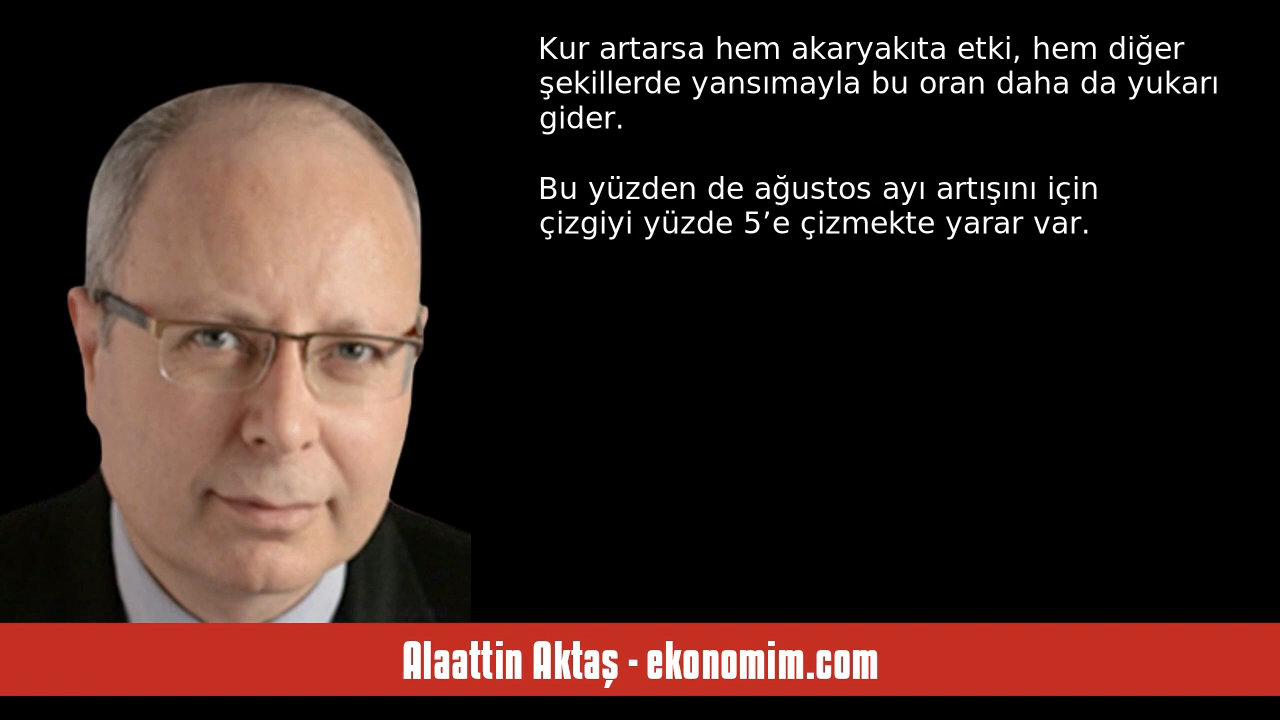 Kur artarsa hem akaryakıta etki, hem diğer
şekillerde yansımayla bu oran daha da yukarı
gider.
Bu yüzden de ağustos ayı artışını için
çizgiyi yüzde 5’e çizmekte yarar var.
Alaattin Aktaş - ekonomim.com